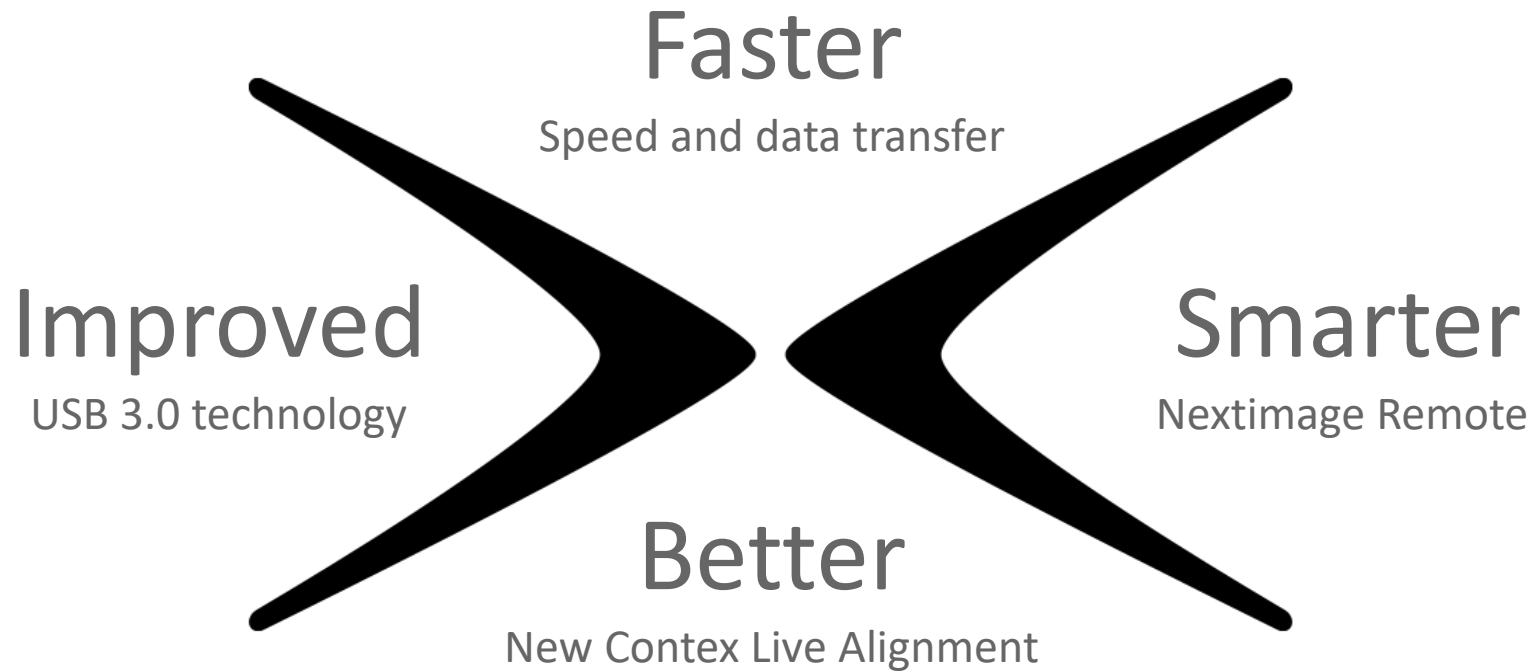 Faster
Speed and data transfer
Improved
USB 3.0 technology
Smarter
Nextimage Remote
Better
New Contex Live Alignment